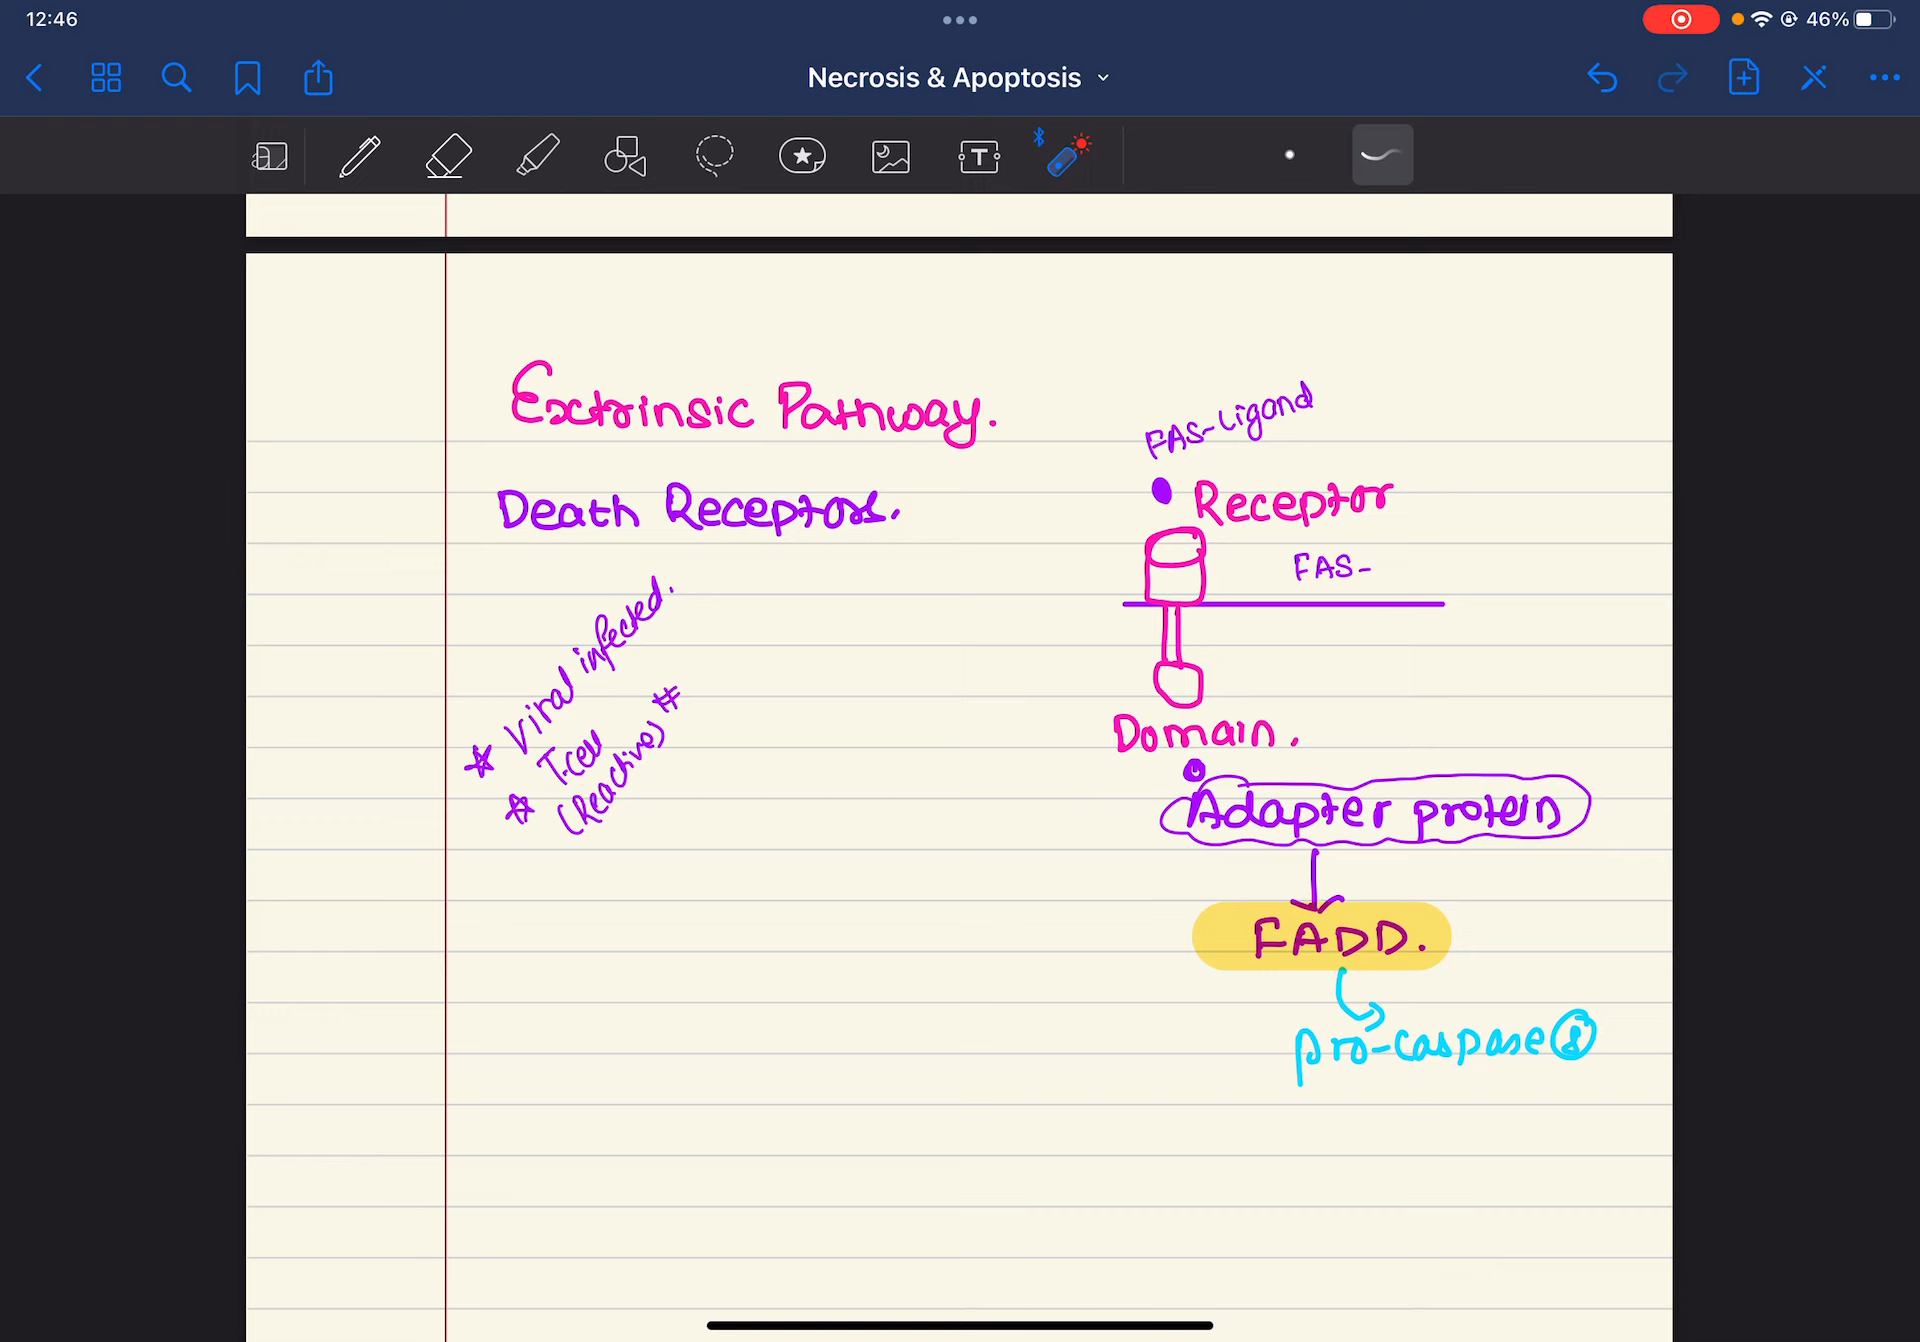 12:46
46%
Necrosis & Apoptosis
Extrinsic Pathway.
Death Receptors.
FAS-Ligand
Receptor
FAS-
Viral infected.
T-cell
(Reactive)
Domain.
Adapter protein
FADD.
pro-caspase 8